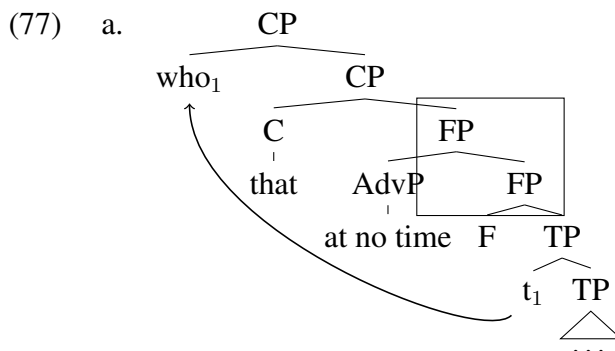 (77) a. CP
who₁ CP
C FP
that AdvP FP
at no time F TP
t₁ TP
...